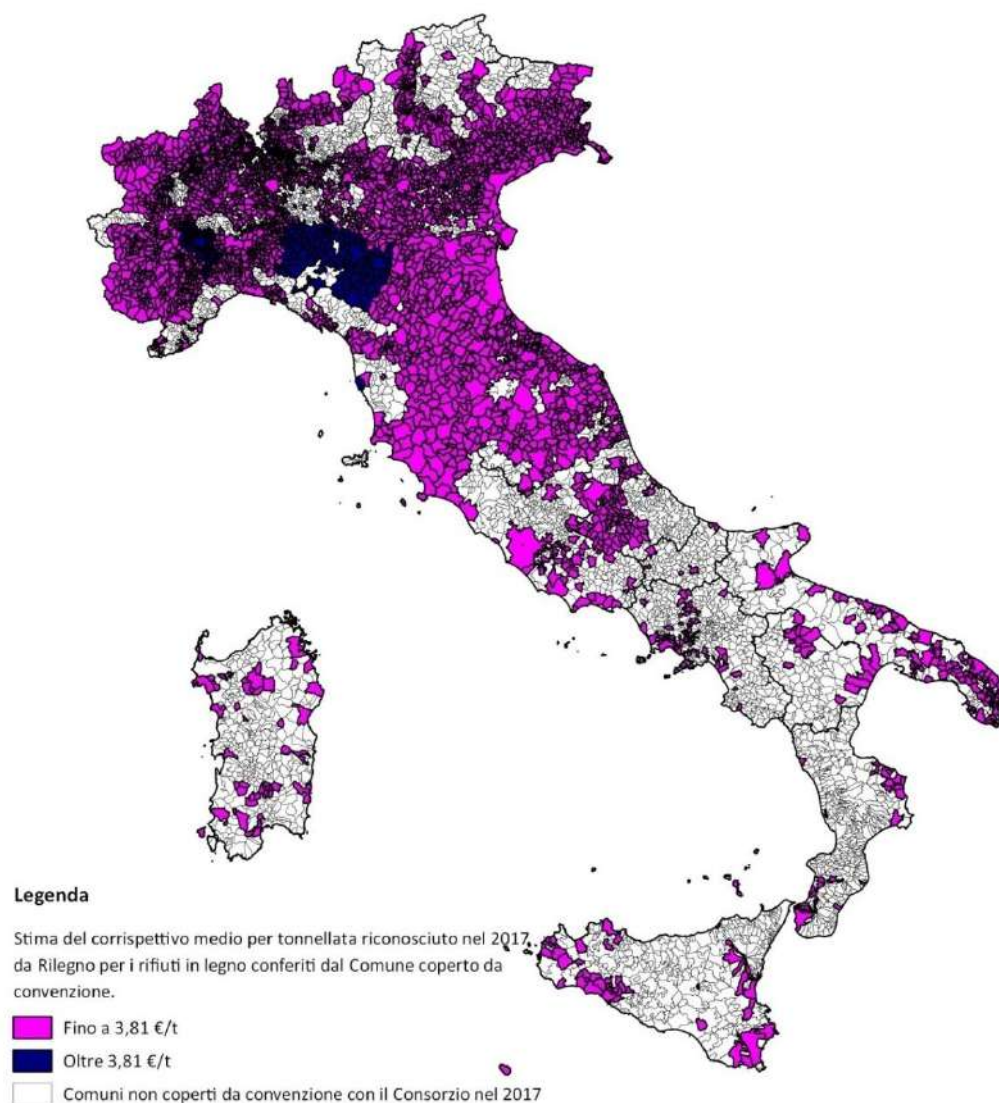 Legenda
Stima del corrispettivo medio per tonnellata riconosciuto nel 2017
da Rilegno per i rifiuti in legno conferiti dal Comune coperto da
convenzione.
Fino a 3,81 €/t
Oltre 3,81 €/t
Comuni non coperti da convenzione con il Consorzio nel 2017